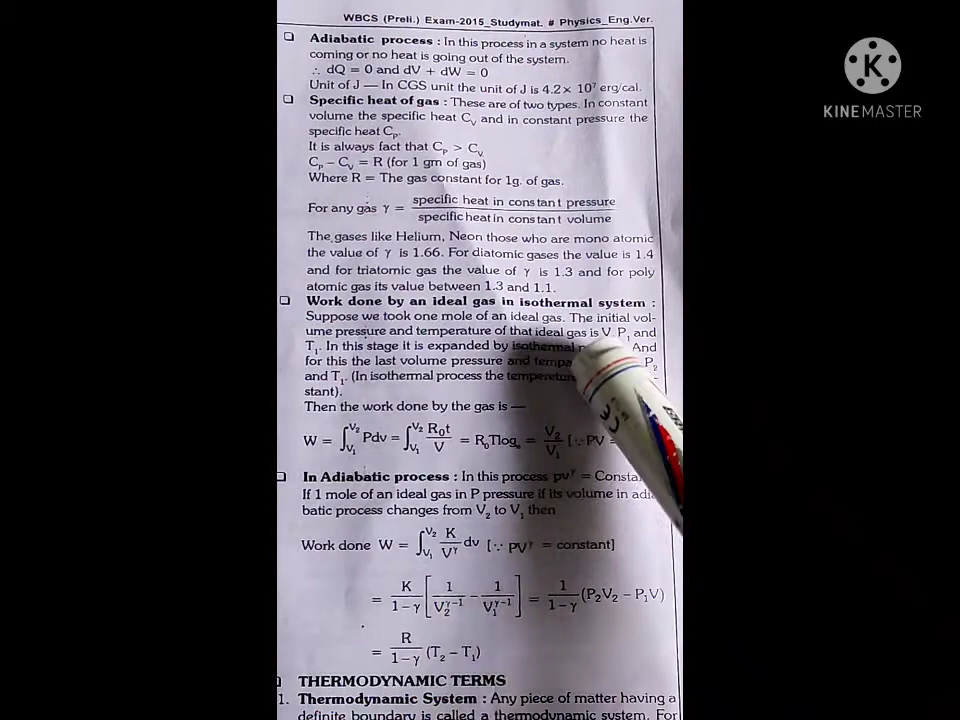 WBCS (Preli.) Exam-2015_Studymat. # Physics_Eng.Ver.
❑ Adiabatic process : In this process in a system no heat is
coming or no heat is going out of the system.
∴ dQ = 0 and dV + dW = 0
Unit of J — In CGS unit the unit of J is 4.2× 10⁷ erg/cal.
❑ Specific heat of gas : These are of two types. In constant
volume the specific heat Cᵥ and in constant pressure the
specific heat Cₚ.
It is always fact that Cₚ > Cᵥ
Cₚ – Cᵥ = R (for 1 gm of gas)
Where R = The gas constant for 1g. of gas.
For any gas γ = specific heat in constant pressure / specific heat in constant volume
The gases like Helium, Neon those who are mono atomic
the value of γ is 1.66. For diatomic gases the value is 1.4
and for triatomic gas the value of γ is 1.3 and for poly
atomic gas its value between 1.3 and 1.1.
❑ Work done by an ideal gas in isothermal system :
Suppose we took one mole of an ideal gas. The initial vol-
ume pressure and temperature of that ideal gas is V P₁ and
T₁. In this stage it is expanded by isothermal And
for this the last volume pressure and P₂
and T₁. (In isothermal process the tempereture
stant).
Then the work done by the gas is —
W = ∫V₁^V₂ Pdv = ∫V₁^V₂ R₀t/V = R₀Tlogₑ = V₂/V₁ [∵ PV =
❑ In Adiabatic process : In this process pvᵞ =
If 1 mole of an ideal gas in P pressure if its volume in adia-
batic process changes from V₂ to V₁ then
Work done W = ∫V₁^V₂ K/Vᵞ dv [∵ PVᵞ = constant]
= K/1–γ [1/V₂^γ–1 – 1/V₁^γ–1] = 1/1–γ (P₂V₂ – P₁V)
= R/1–γ (T₂ – T₁)
❑ THERMODYNAMIC TERMS
1. Thermodynamic System : Any piece of matter having a
definite boundary is called a thermodynamic system. For
K
KINEMASTER